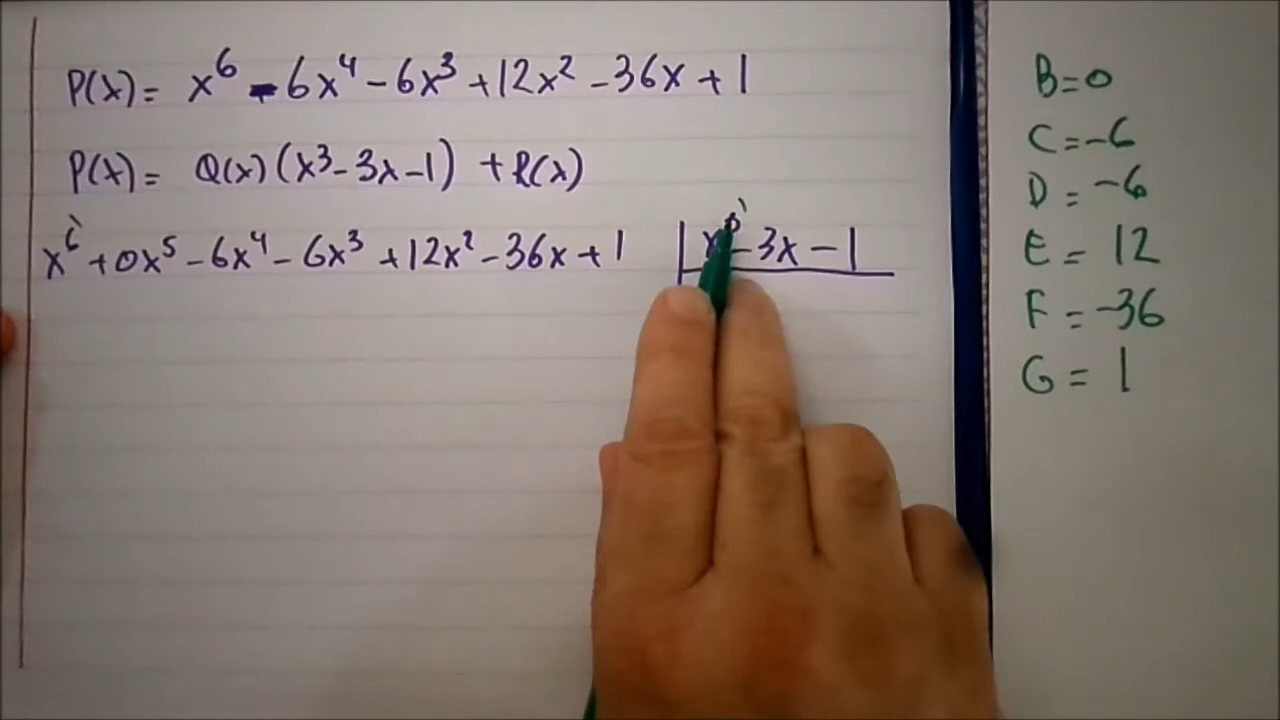 P(x) = x⁶ - 6x⁴ - 6x³ + 12x² - 36x + 1
P(x) = Q(x)(x³ - 3x - 1) + R(x)
x⁶ + 0x⁵ - 6x⁴ - 6x³ + 12x² - 36x + 1 | x³ - 3x - 1
B = 0
C = -6
D = -6
E = 12
F = -36
G = 1